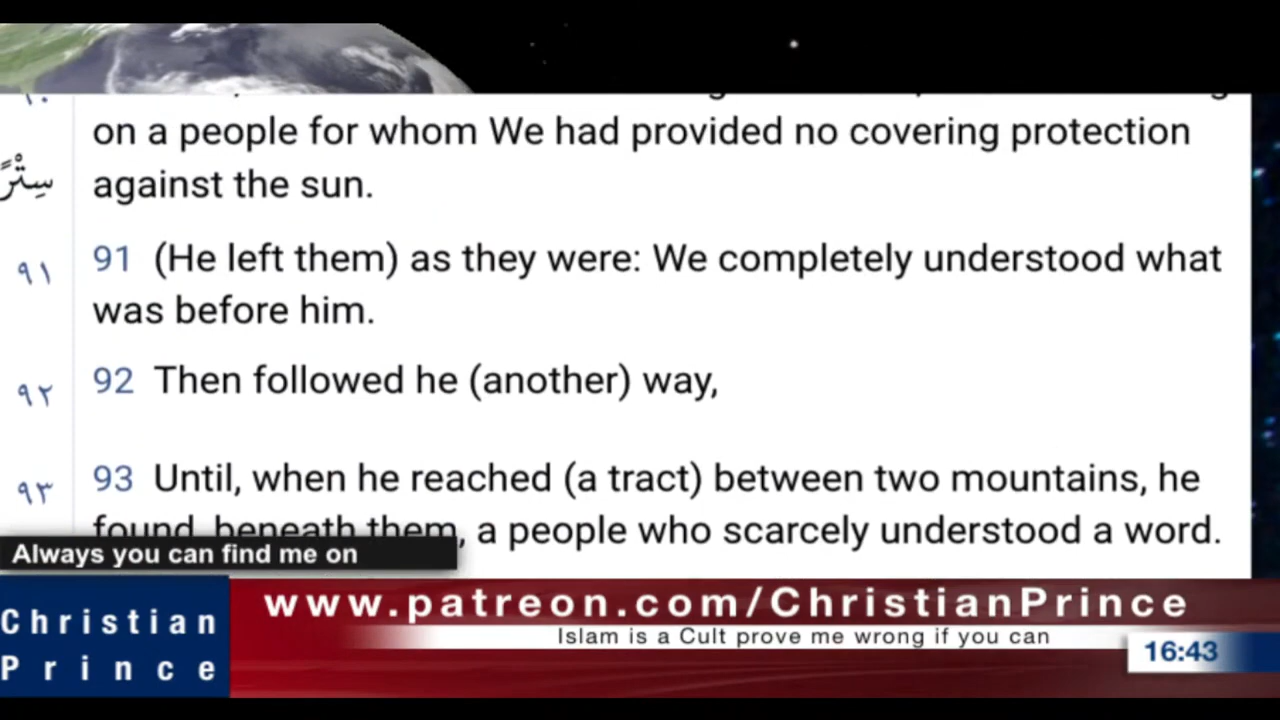 on a people for whom We had provided no covering protection
against the sun.
سِتْرًا
٩١ 91 (He left them) as they were: We completely understood what
was before him.
٩٢ 92 Then followed he (another) way,
٩٣ 93 Until, when he reached (a tract) between two mountains, he
found, beneath them, a people who scarcely understood a word.
Always you can find me on
Christian
Prince
www.patreon.com/ChristianPrince
Islam is a Cult prove me wrong if you can
16:43